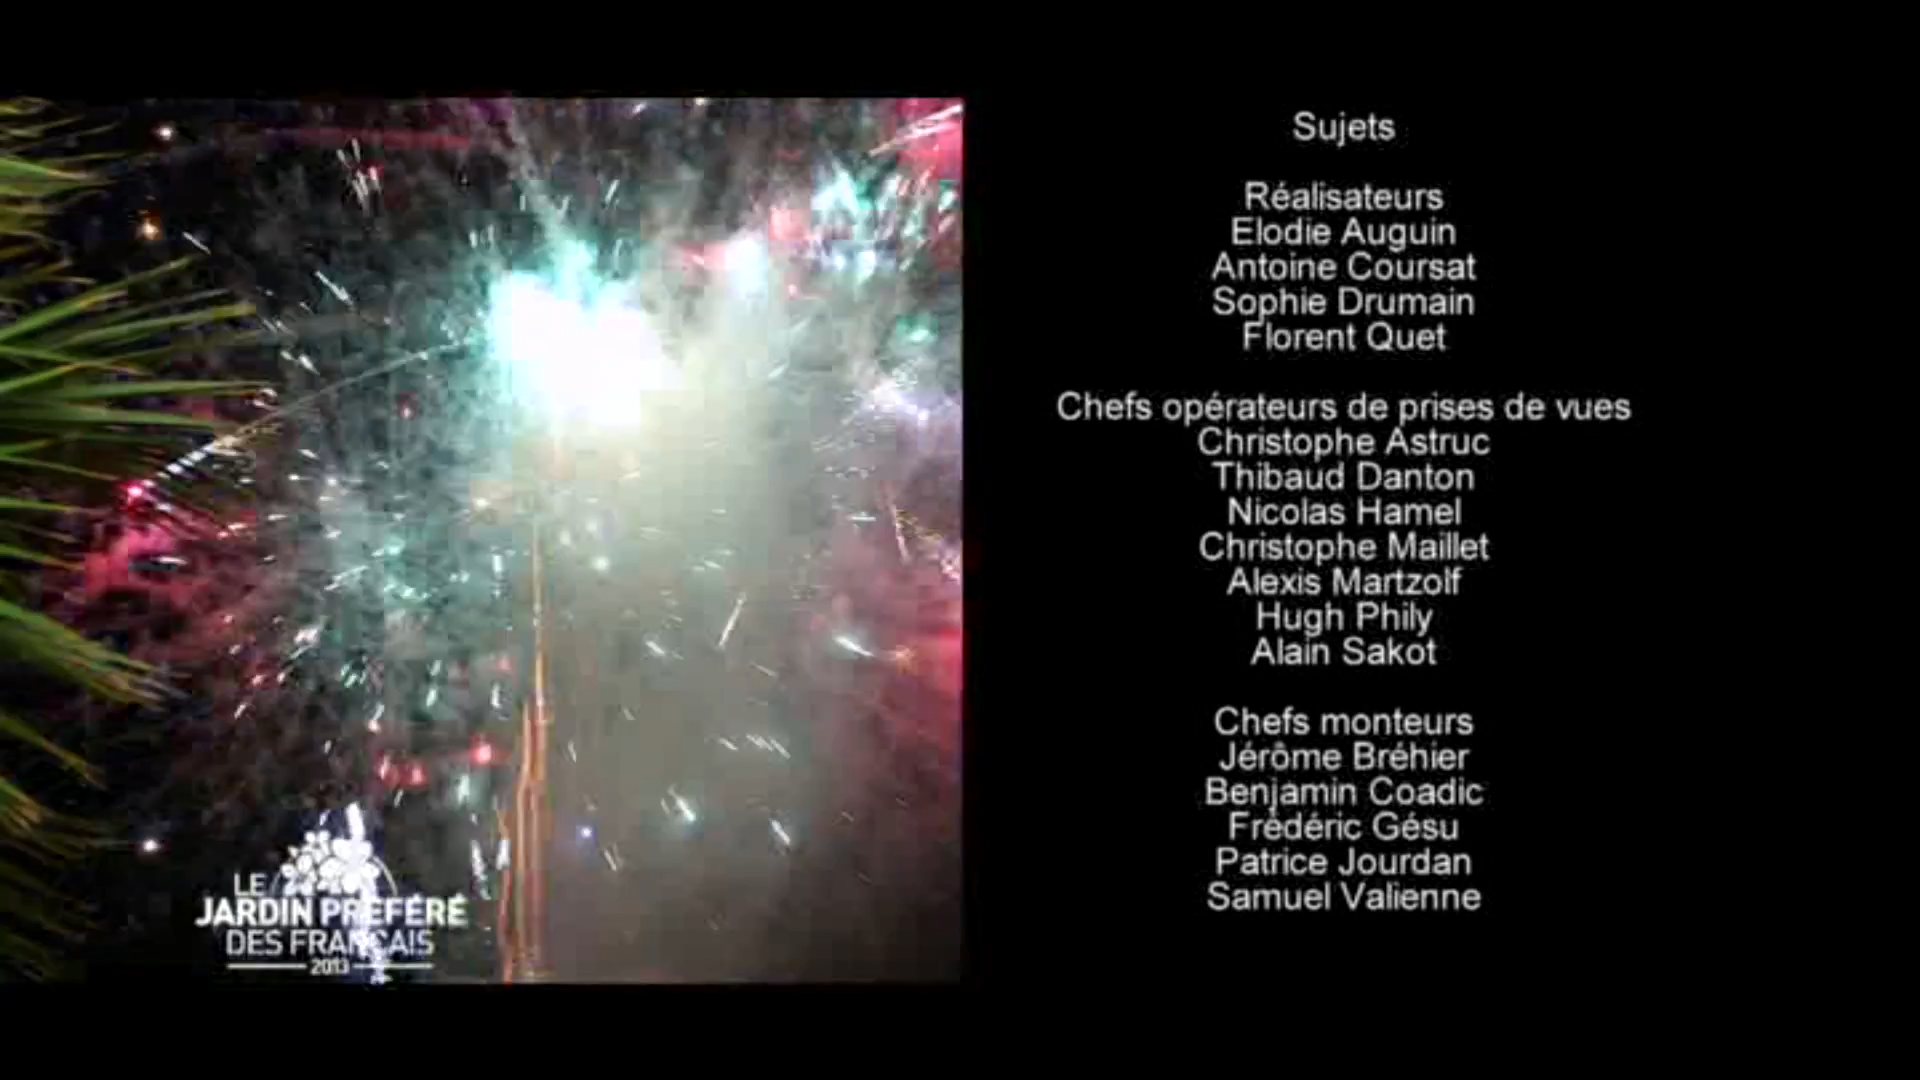 Sujets
Réalisateurs
Elodie Auguin
Antoine Coursat
Sophie Drumain
Florent Quet
Chefs opérateurs de prises de vues
Christophe Astruc
Thibaud Danton
Nicolas Hamel
Christophe Maillet
Alexis Martzolf
Hugh Phily
Alain Sakot
Chefs monteurs
Jérôme Bréhier
Benjamin Coadic
Frédéric Gésu
Patrice Jourdan
Samuel Valienne
LE
JARDIN PRÉFÉRÉ
DES FRANÇAIS
2013